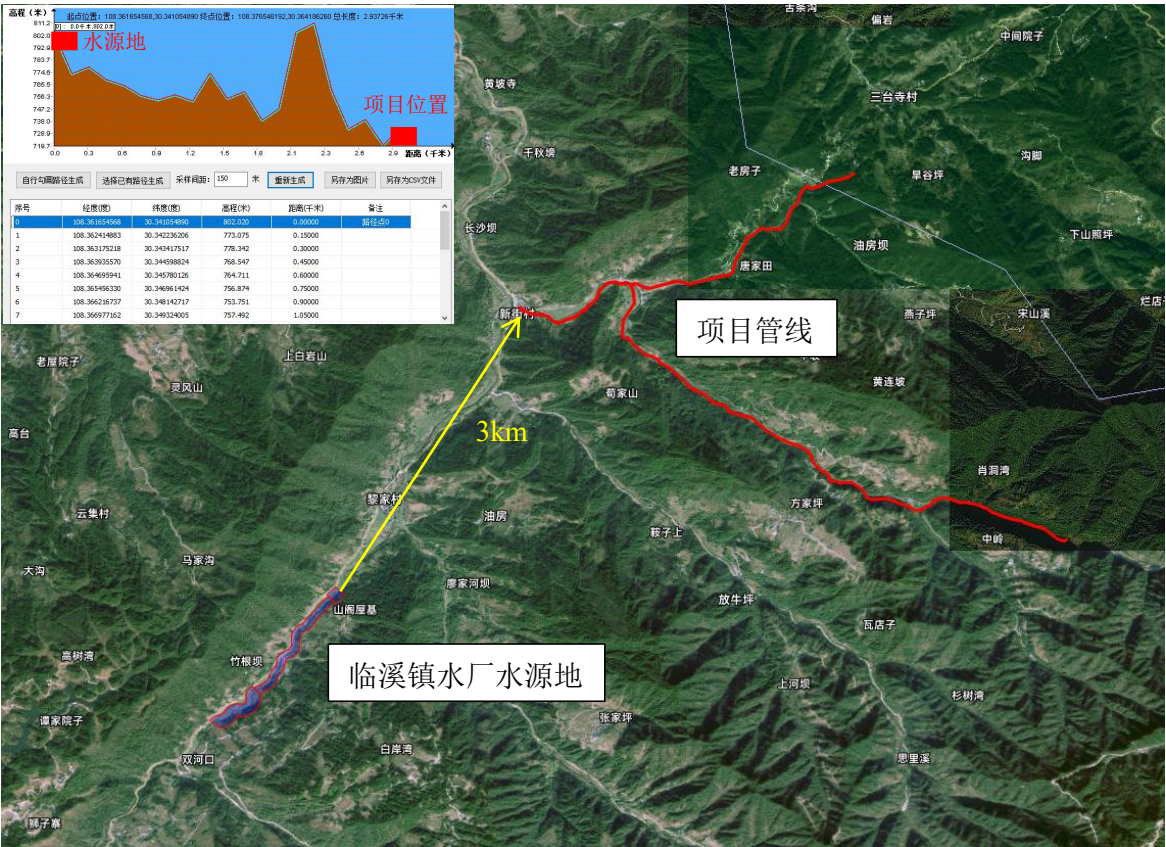 高程（米）
起点位置：108.361654568,30.341054890 终点位置：108.376546192,30.364186260 总长度：2.93726千米
[0]： 0.0千米,802.0米
811.2
802.0
792.9
783.7
774.6
765.5
756.3
747.2
738.0
728.9
719.7
水源地
项目位置
0.0 0.3 0.6 0.9 1.2 1.5 1.8 2.1 2.3 2.6 2.9 距离（千米）
自行勾画路径生成 选择已有路径生成 采样间距： 150 米 重新生成 另存为图片 另存为CSV文件
序号 经度(度) 纬度(度) 高程(米) 距离(千米) 备注
0 108.361654568 30.341054890 802.020 0.00000 路径点0
1 108.362414883 30.342236206 773.075 0.15000
2 108.363175218 30.343417517 778.342 0.30000
3 108.363935570 30.344598824 768.547 0.45000
4 108.364695941 30.345780126 764.711 0.60000
5 108.365456330 30.346961424 756.874 0.75000
6 108.366216737 30.348142717 753.751 0.90000
7 108.366977162 30.349324005 757.492 1.05000
古条沟
偏岩
中间院子
黄坡寺
三台寺村
千秋塝
沟脚
老房子
旱谷坪
长沙坝
下山照坪
油房坝
唐家田
烂店
新街村
燕子坪
宋山溪
项目管线
上白岩山
老屋院子
灵凤山
黄连坡
荀家山
高台
3km
肖洞湾
黎家村
方家坪
云集村
油房
鞍子上
中岭
马家沟
大沟
廖家河坝
放牛坪
山阁屋基
瓦店子
高树湾
竹根坝
临溪镇水厂水源地
上河坝
杉树湾
谭家院子
张家坪
白岸湾
双河口
思里溪
狮子寨